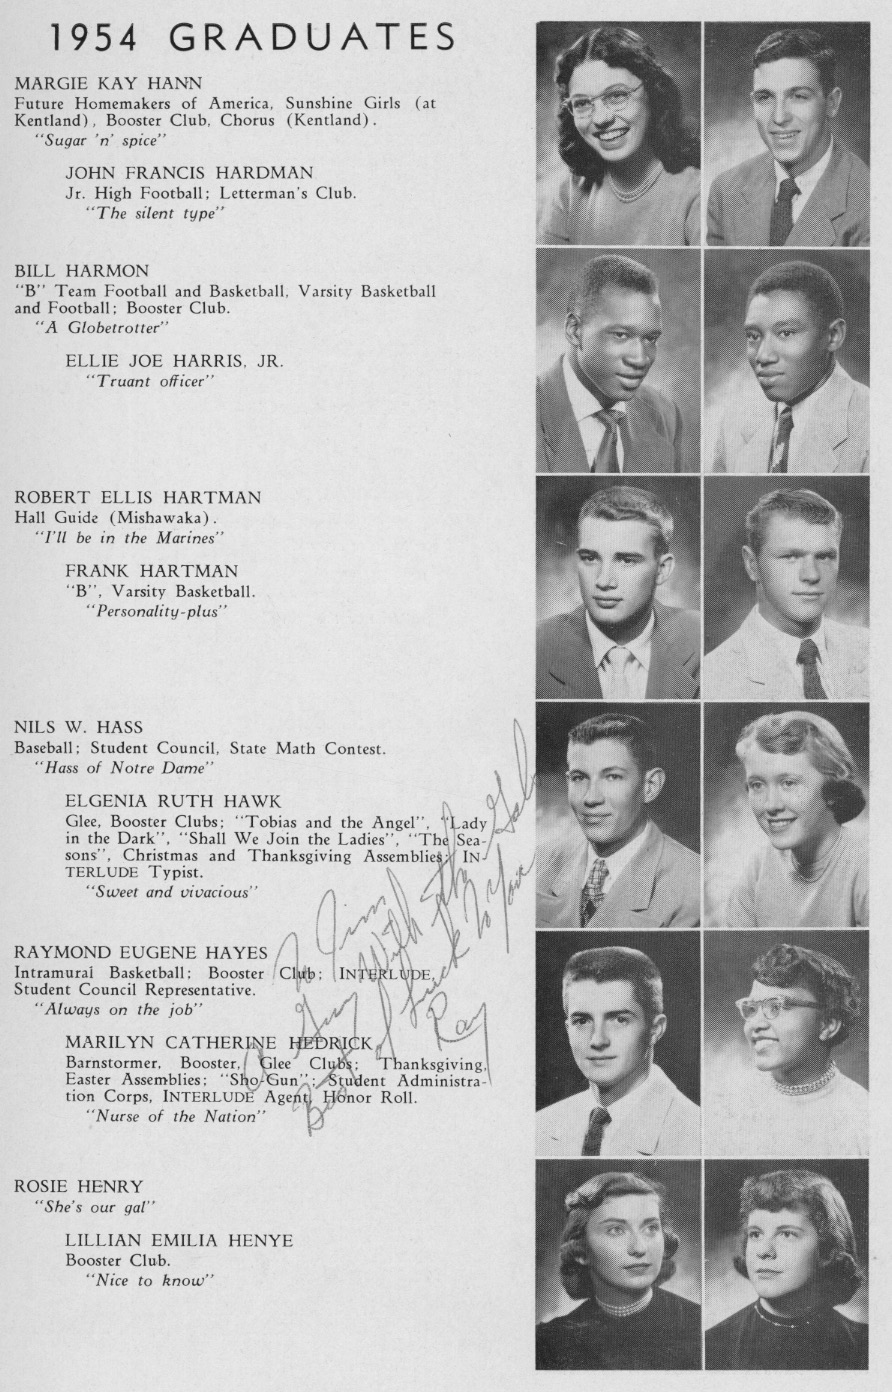 1954 GRADUATES
MARGIE KAY HANN
Future Homemakers of America, Sunshine Girls (at
Kentland), Booster Club, Chorus (Kentland).
"Sugar 'n' spice"
JOHN FRANCIS HARDMAN
Jr. High Football; Letterman's Club.
"The silent type"
BILL HARMON
"B" Team Football and Basketball, Varsity Basketball
and Football; Booster Club.
"A Globetrotter"
ELLIE JOE HARRIS, JR.
"Truant officer"
ROBERT ELLIS HARTMAN
Hall Guide (Mishawaka).
"I'll be in the Marines"
FRANK HARTMAN
"B", Varsity Basketball.
"Personality-plus"
NILS W. HASS
Baseball; Student Council, State Math Contest.
"Hass of Notre Dame"
ELGENIA RUTH HAWK
Glee, Booster Clubs; "Tobias and the Angel", "Lady
in the Dark", "Shall We Join the Ladies", "The Sea-
sons", Christmas and Thanksgiving Assemblies; IN-
TERLUDE Typist.
"Sweet and vivacious"
RAYMOND EUGENE HAYES
Intramural Basketball; Booster Club; INTERLUDE,
Student Council Representative.
"Always on the job"
MARILYN CATHERINE HEDRICK
Barnstormer, Booster, Glee Clubs; Thanksgiving,
Easter Assemblies; "Sho-Gun"; Student Administra-
tion Corps, INTERLUDE Agent, Honor Roll.
"Nurse of the Nation"
ROSIE HENRY
"She's our gal"
LILLIAN EMILIA HENYE
Booster Club.
"Nice to know"
To Jim
A Guy With the Gals
Best of Luck To You
Ray